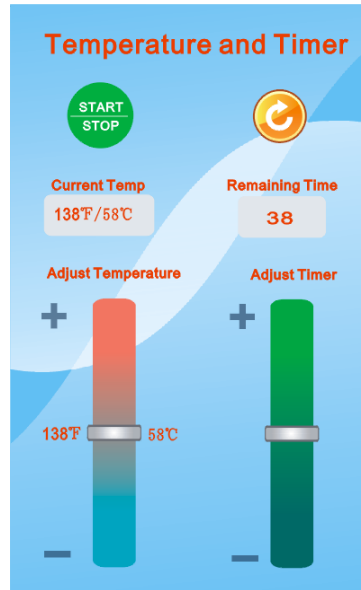 Temperature and Timer
START
STOP
Current Temp
Remaining Time
138℉/58℃
38
Adjust Temperature
Adjust Timer
+
+
138℉
58℃
−
−